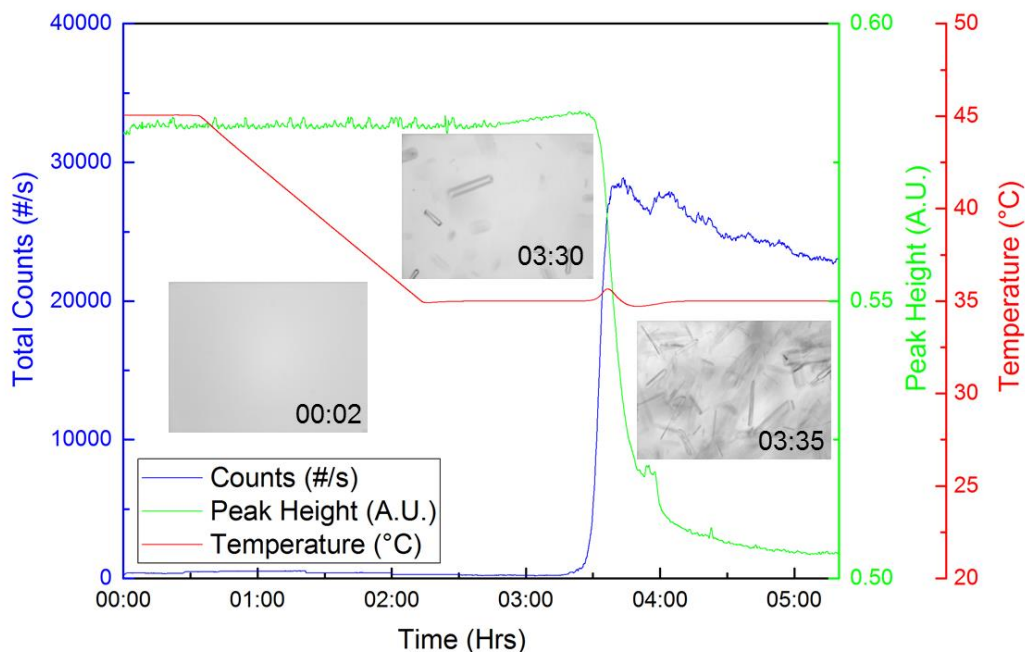 40000
30000
20000
10000
0
Total Counts (#/s)
0.60
0.55
0.50
Peak Height (A.U.)
50
45
40
35
30
25
20
Temperature (°C)
03:30
00:02
03:35
Counts (#/s)
Peak Height (A.U.)
Temperature (°C)
00:00 01:00 02:00 03:00 04:00 05:00
Time (Hrs)